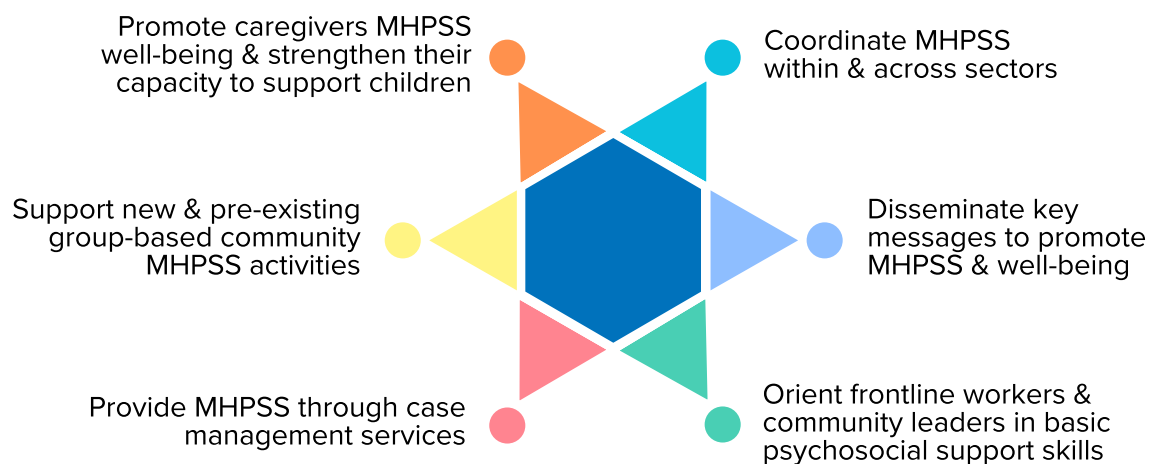 Promote caregivers MHPSS
well-being & strengthen their
capacity to support children
Coordinate MHPSS
within & across sectors
Support new & pre-existing
group-based community
MHPSS activities
Disseminate key
messages to promote
MHPSS & well-being
Provide MHPSS through case
management services
Orient frontline workers &
community leaders in basic
psychosocial support skills